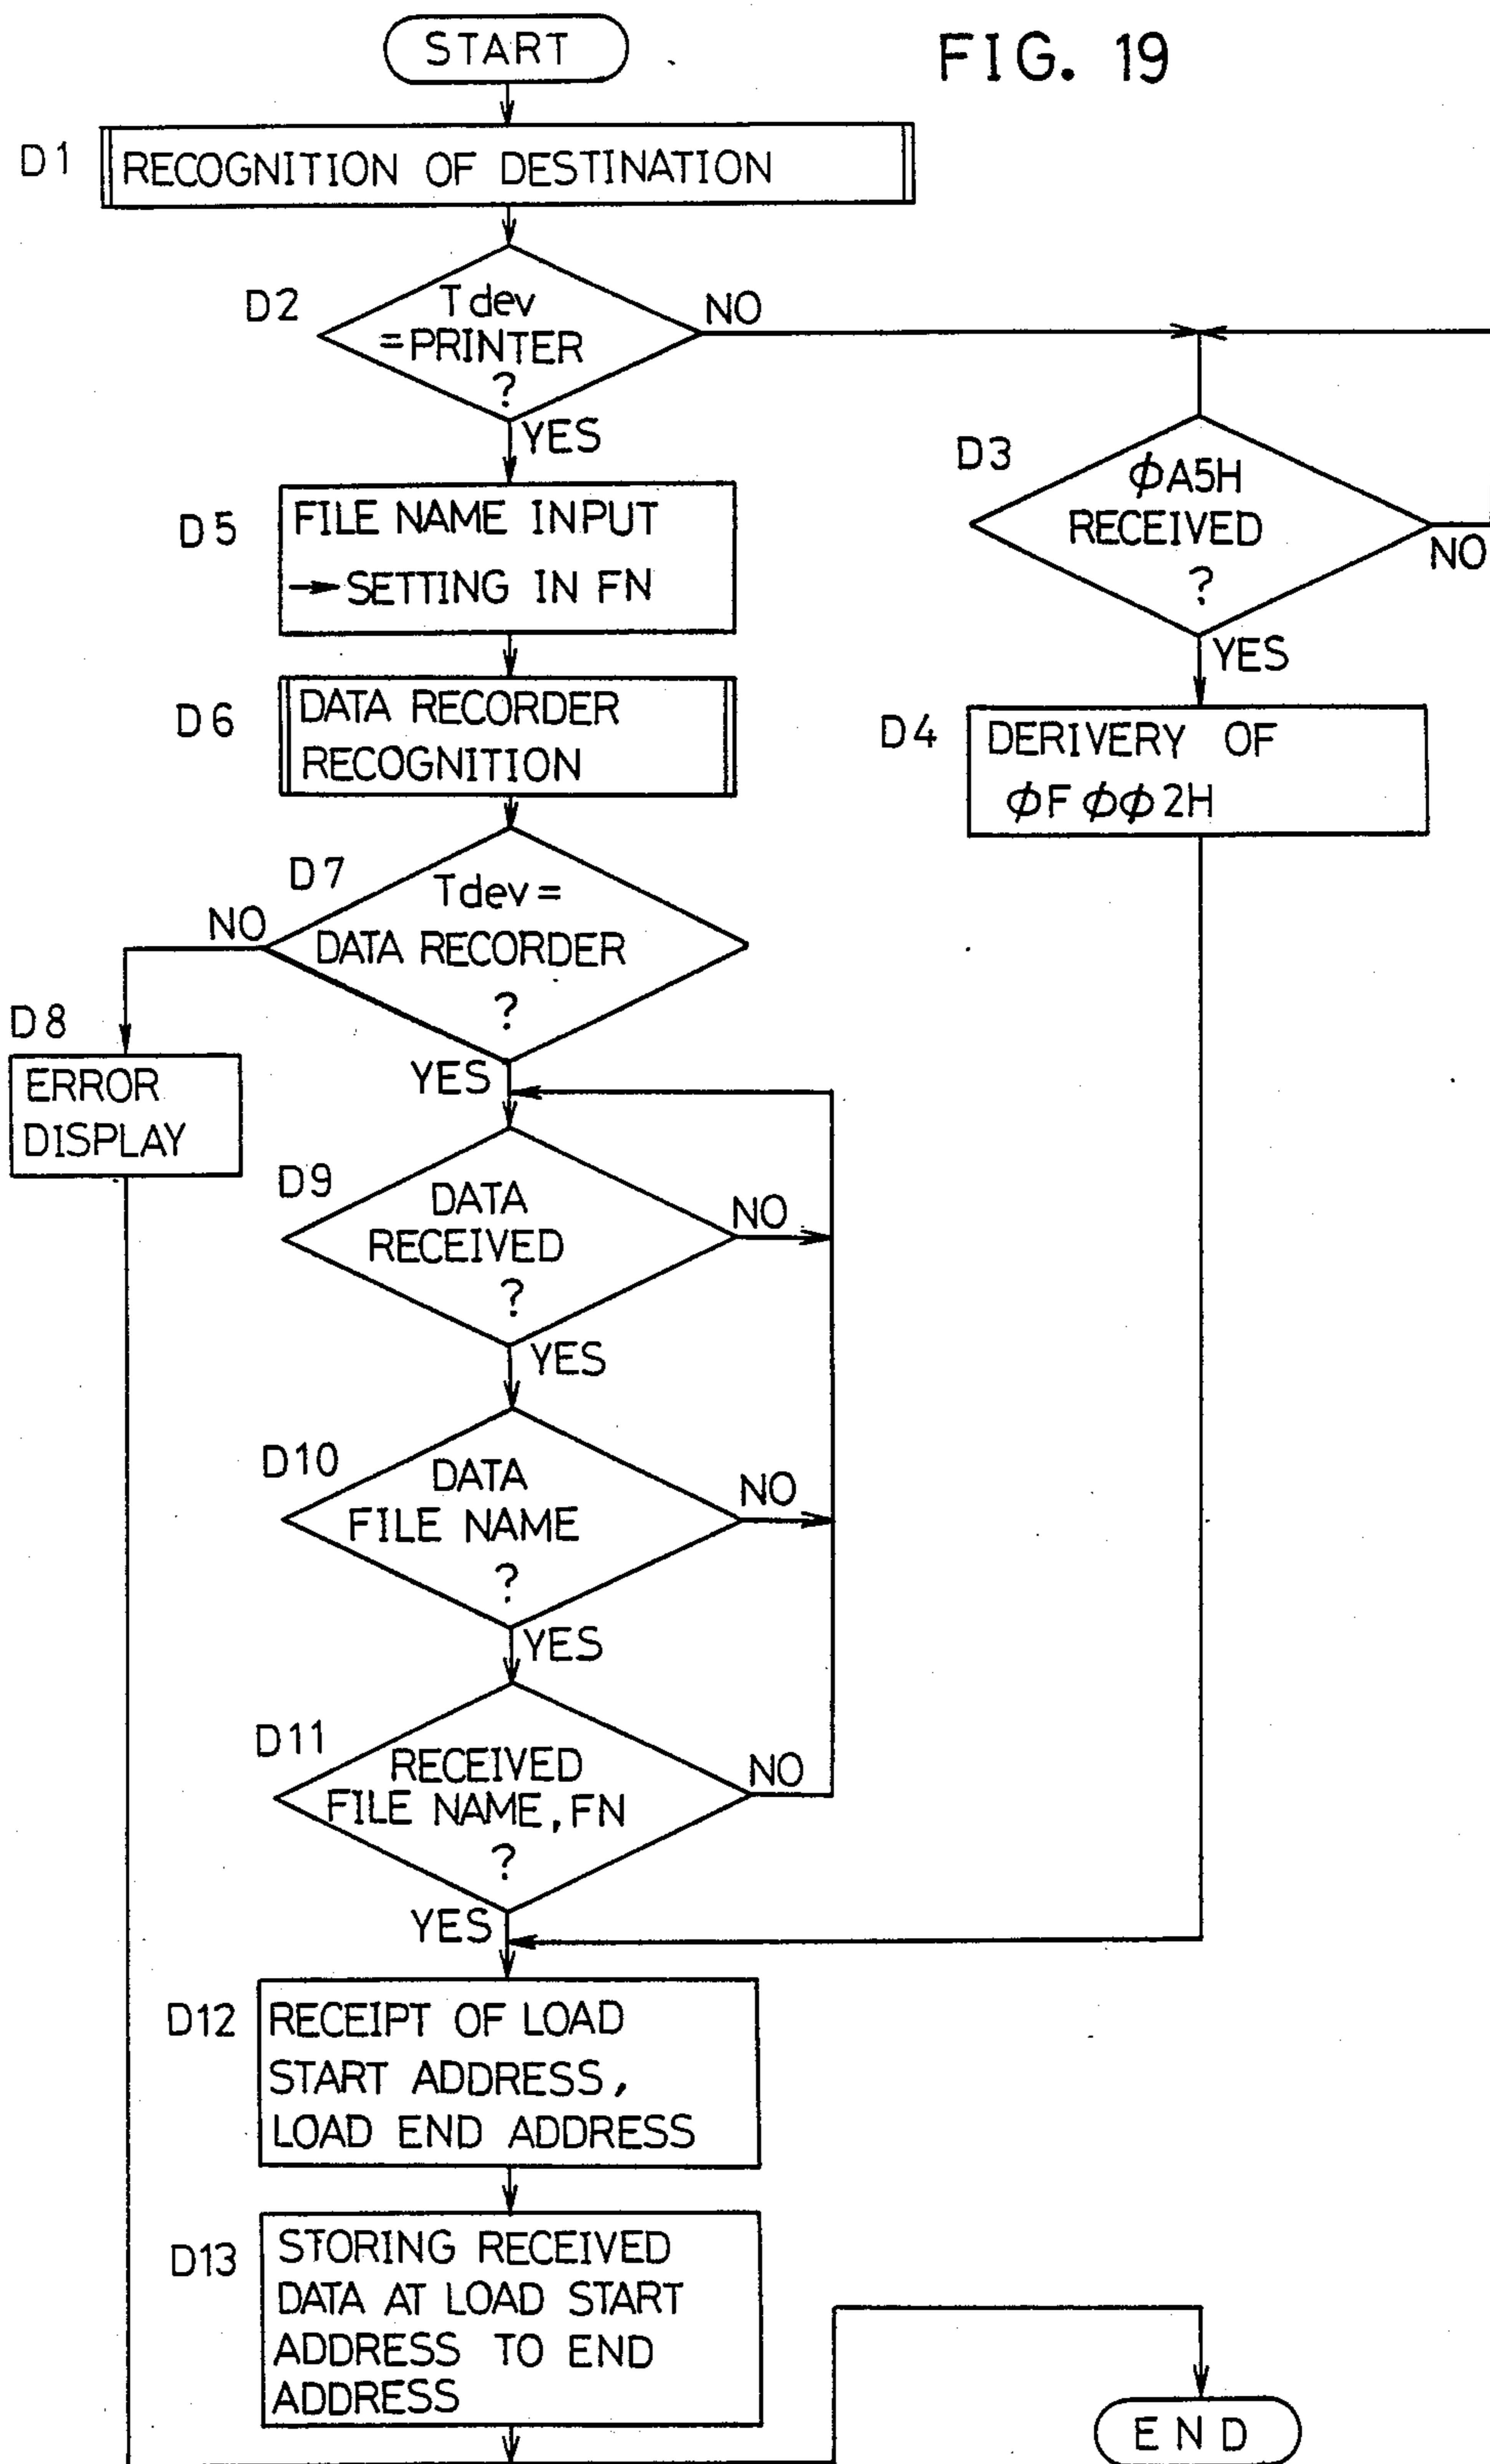 START
FIG. 19
D1
RECOGNITION OF DESTINATION
D2
Tdev
=PRINTER
?
NO
YES
D3
ϕA5H
RECEIVED
?
NO
YES
D4
DERIVERY OF
ϕFϕϕ2H
D5
FILE NAME INPUT
→SETTING IN FN
D6
DATA RECORDER
RECOGNITION
D7
Tdev=
DATA RECORDER
?
NO
YES
D8
ERROR
DISPLAY
D9
DATA
RECEIVED
?
NO
YES
D10
DATA
FILE NAME
?
NO
YES
D11
RECEIVED
FILE NAME, FN
?
NO
YES
D12
RECEIPT OF LOAD
START ADDRESS,
LOAD END ADDRESS
D13
STORING RECEIVED
DATA AT LOAD START
ADDRESS TO END
ADDRESS
END